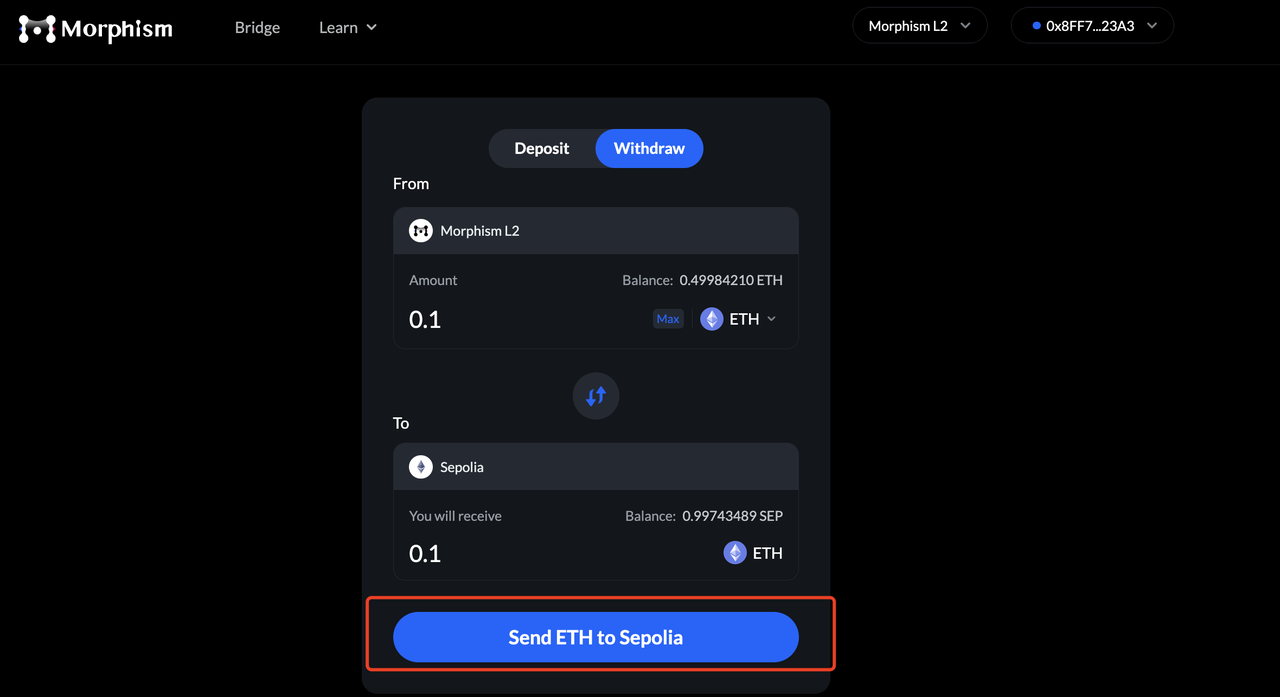 Morphism Bridge Learn Morphism L2 0x8FF7...23A3
Deposit Withdraw
From
Morphism L2
Amount Balance: 0.49984210 ETH
0.1 Max ETH
To
Sepolia
You will receive Balance: 0.99743489 SEP
0.1 ETH
Send ETH to Sepolia